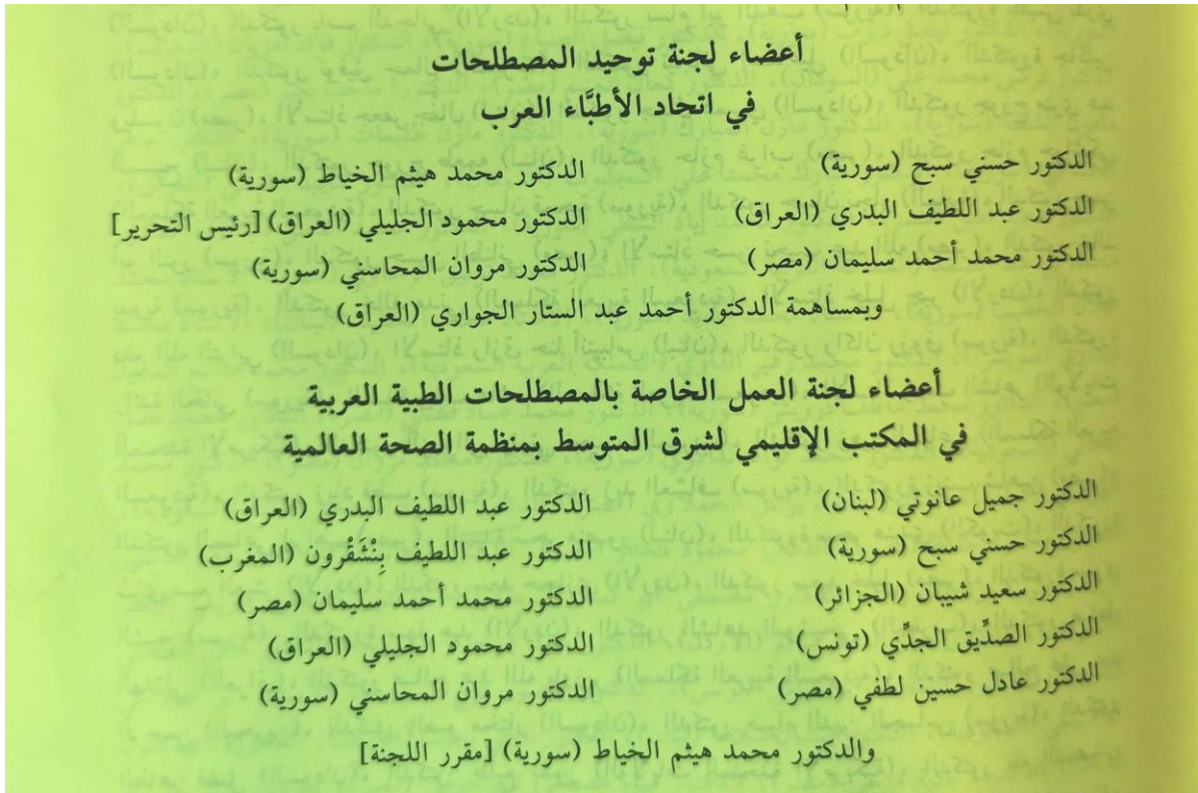 أعضاء لجنة توحيد المصطلحات
في اتحاد الأطبَّاء العرب
الدكتور حسني سبح (سورية) الدكتور محمد هيثم الخياط (سورية)
الدكتور عبد اللطيف البدري (العراق) الدكتور محمود الجليلي (العراق) [رئيس التحرير]
الدكتور محمد أحمد سليمان (مصر) الدكتور مروان المحاسني (سورية)
وبمساهمة الدكتور أحمد عبد الستار الجواري (العراق)
أعضاء لجنة العمل الخاصة بالمصطلحات الطبية العربية
في المكتب الإقليمي لشرق المتوسط بمنظمة الصحة العالمية
الدكتور جميل عانوتي (لبنان) الدكتور عبد اللطيف البدري (العراق)
الدكتور حسني سبح (سورية) الدكتور عبد اللطيف بِنْشَقْرون (المغرب)
الدكتور سعيد شيبان (الجزائر) الدكتور محمد أحمد سليمان (مصر)
الدكتور الصدِّيق الجدِّي (تونس) الدكتور محمود الجليلي (العراق)
الدكتور عادل حسين لطفي (مصر) الدكتور مروان المحاسني (سورية)
والدكتور محمد هيثم الخياط (سورية) [مقرر اللجنة]